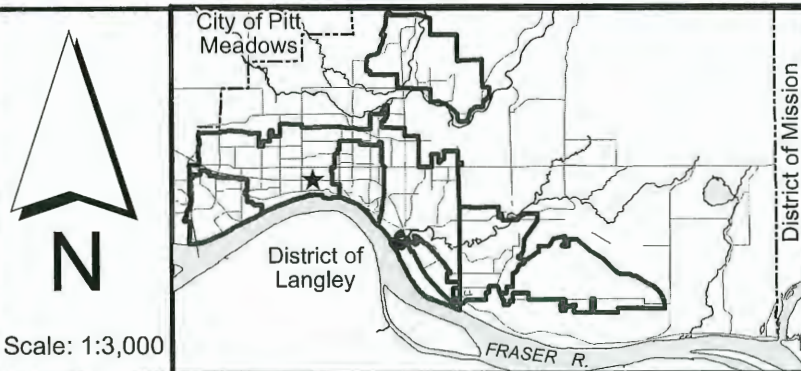 City of Pitt
Meadows
District of Mission
District of
Langley
N
Scale: 1:3,000
FRASER R.